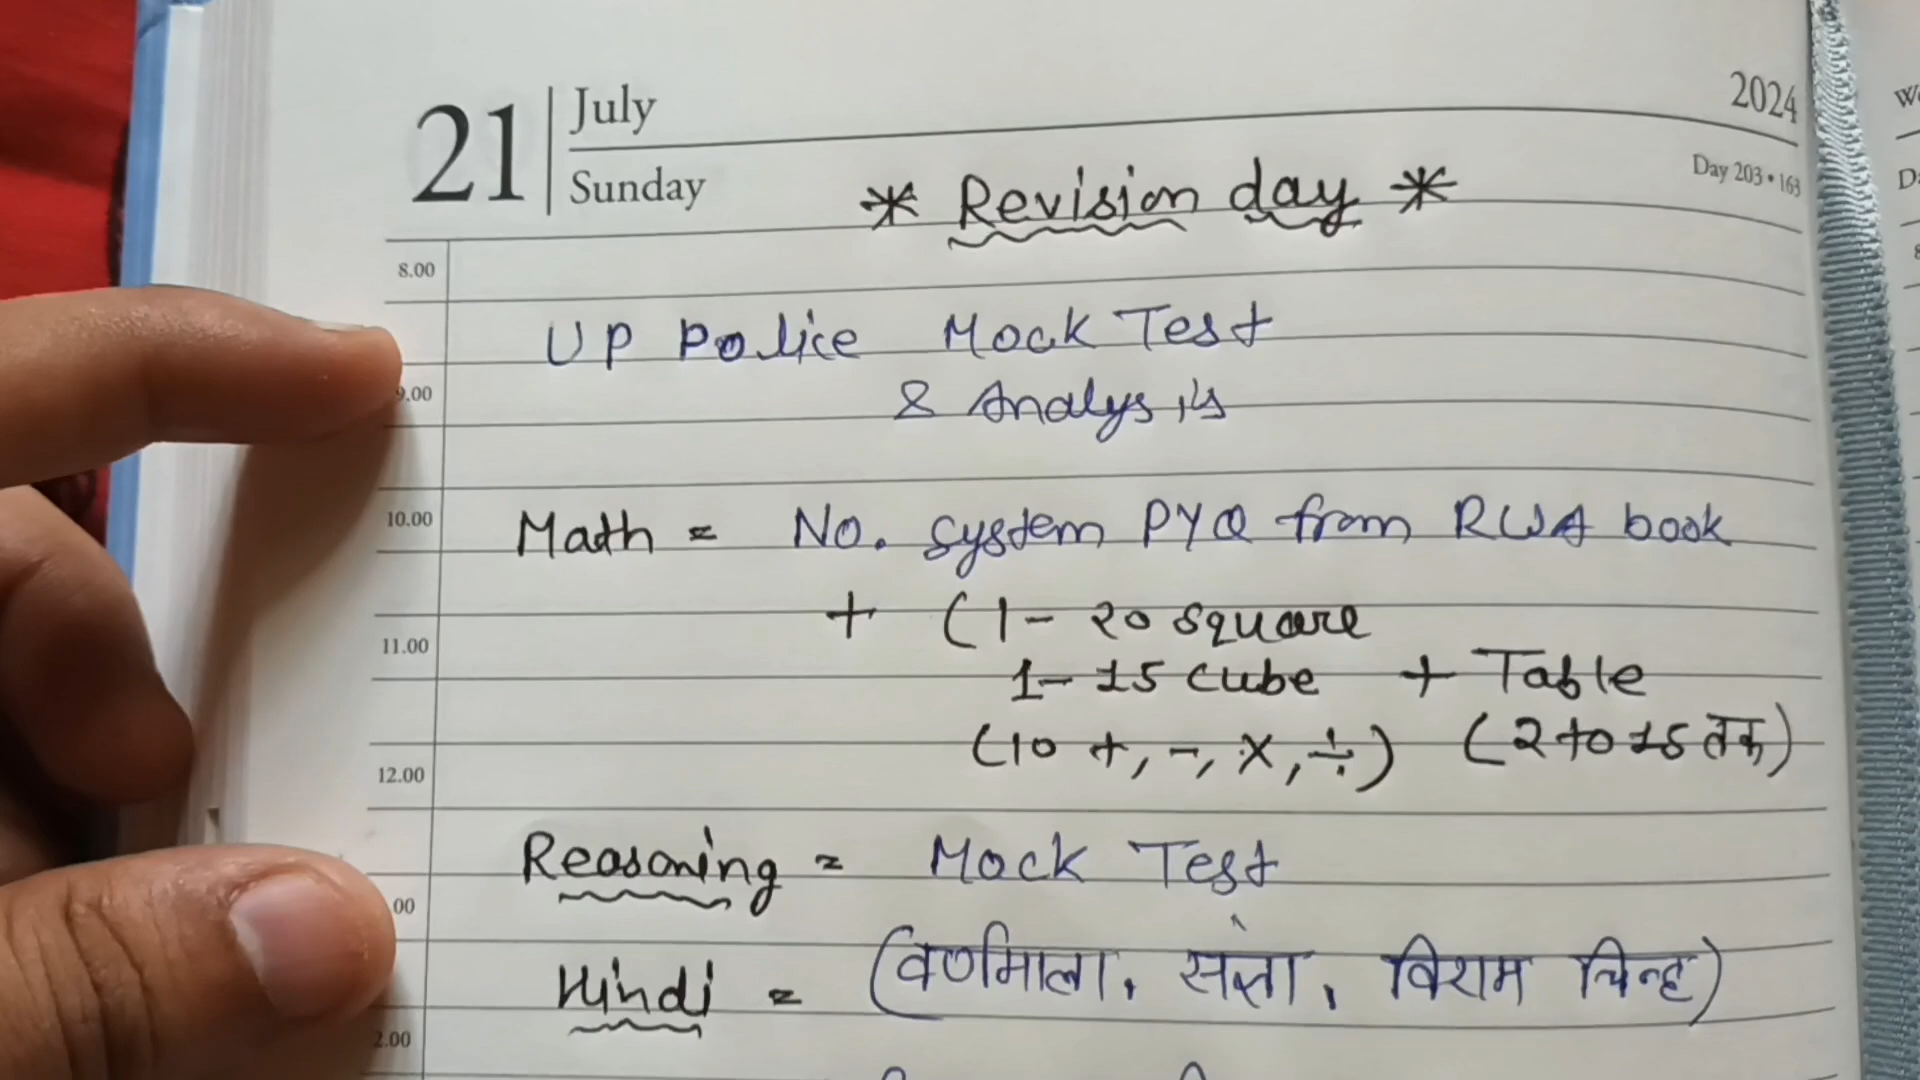 21 July
Sunday
2024
Day 203 • 163
* Revision day *
8.00
UP Police Mock Test
9.00
& Analysis
10.00
Math = No. system PYQ from RWA book
+ (1 - 20 square
11.00
1 - 15 cube + Table
(10 +, -, ×, ÷) (2 to 15 तक)
12.00
Reasoning = Mock Test
00
Hindi = (वर्णमाला, संज्ञा, विराम चिन्ह)
2.00